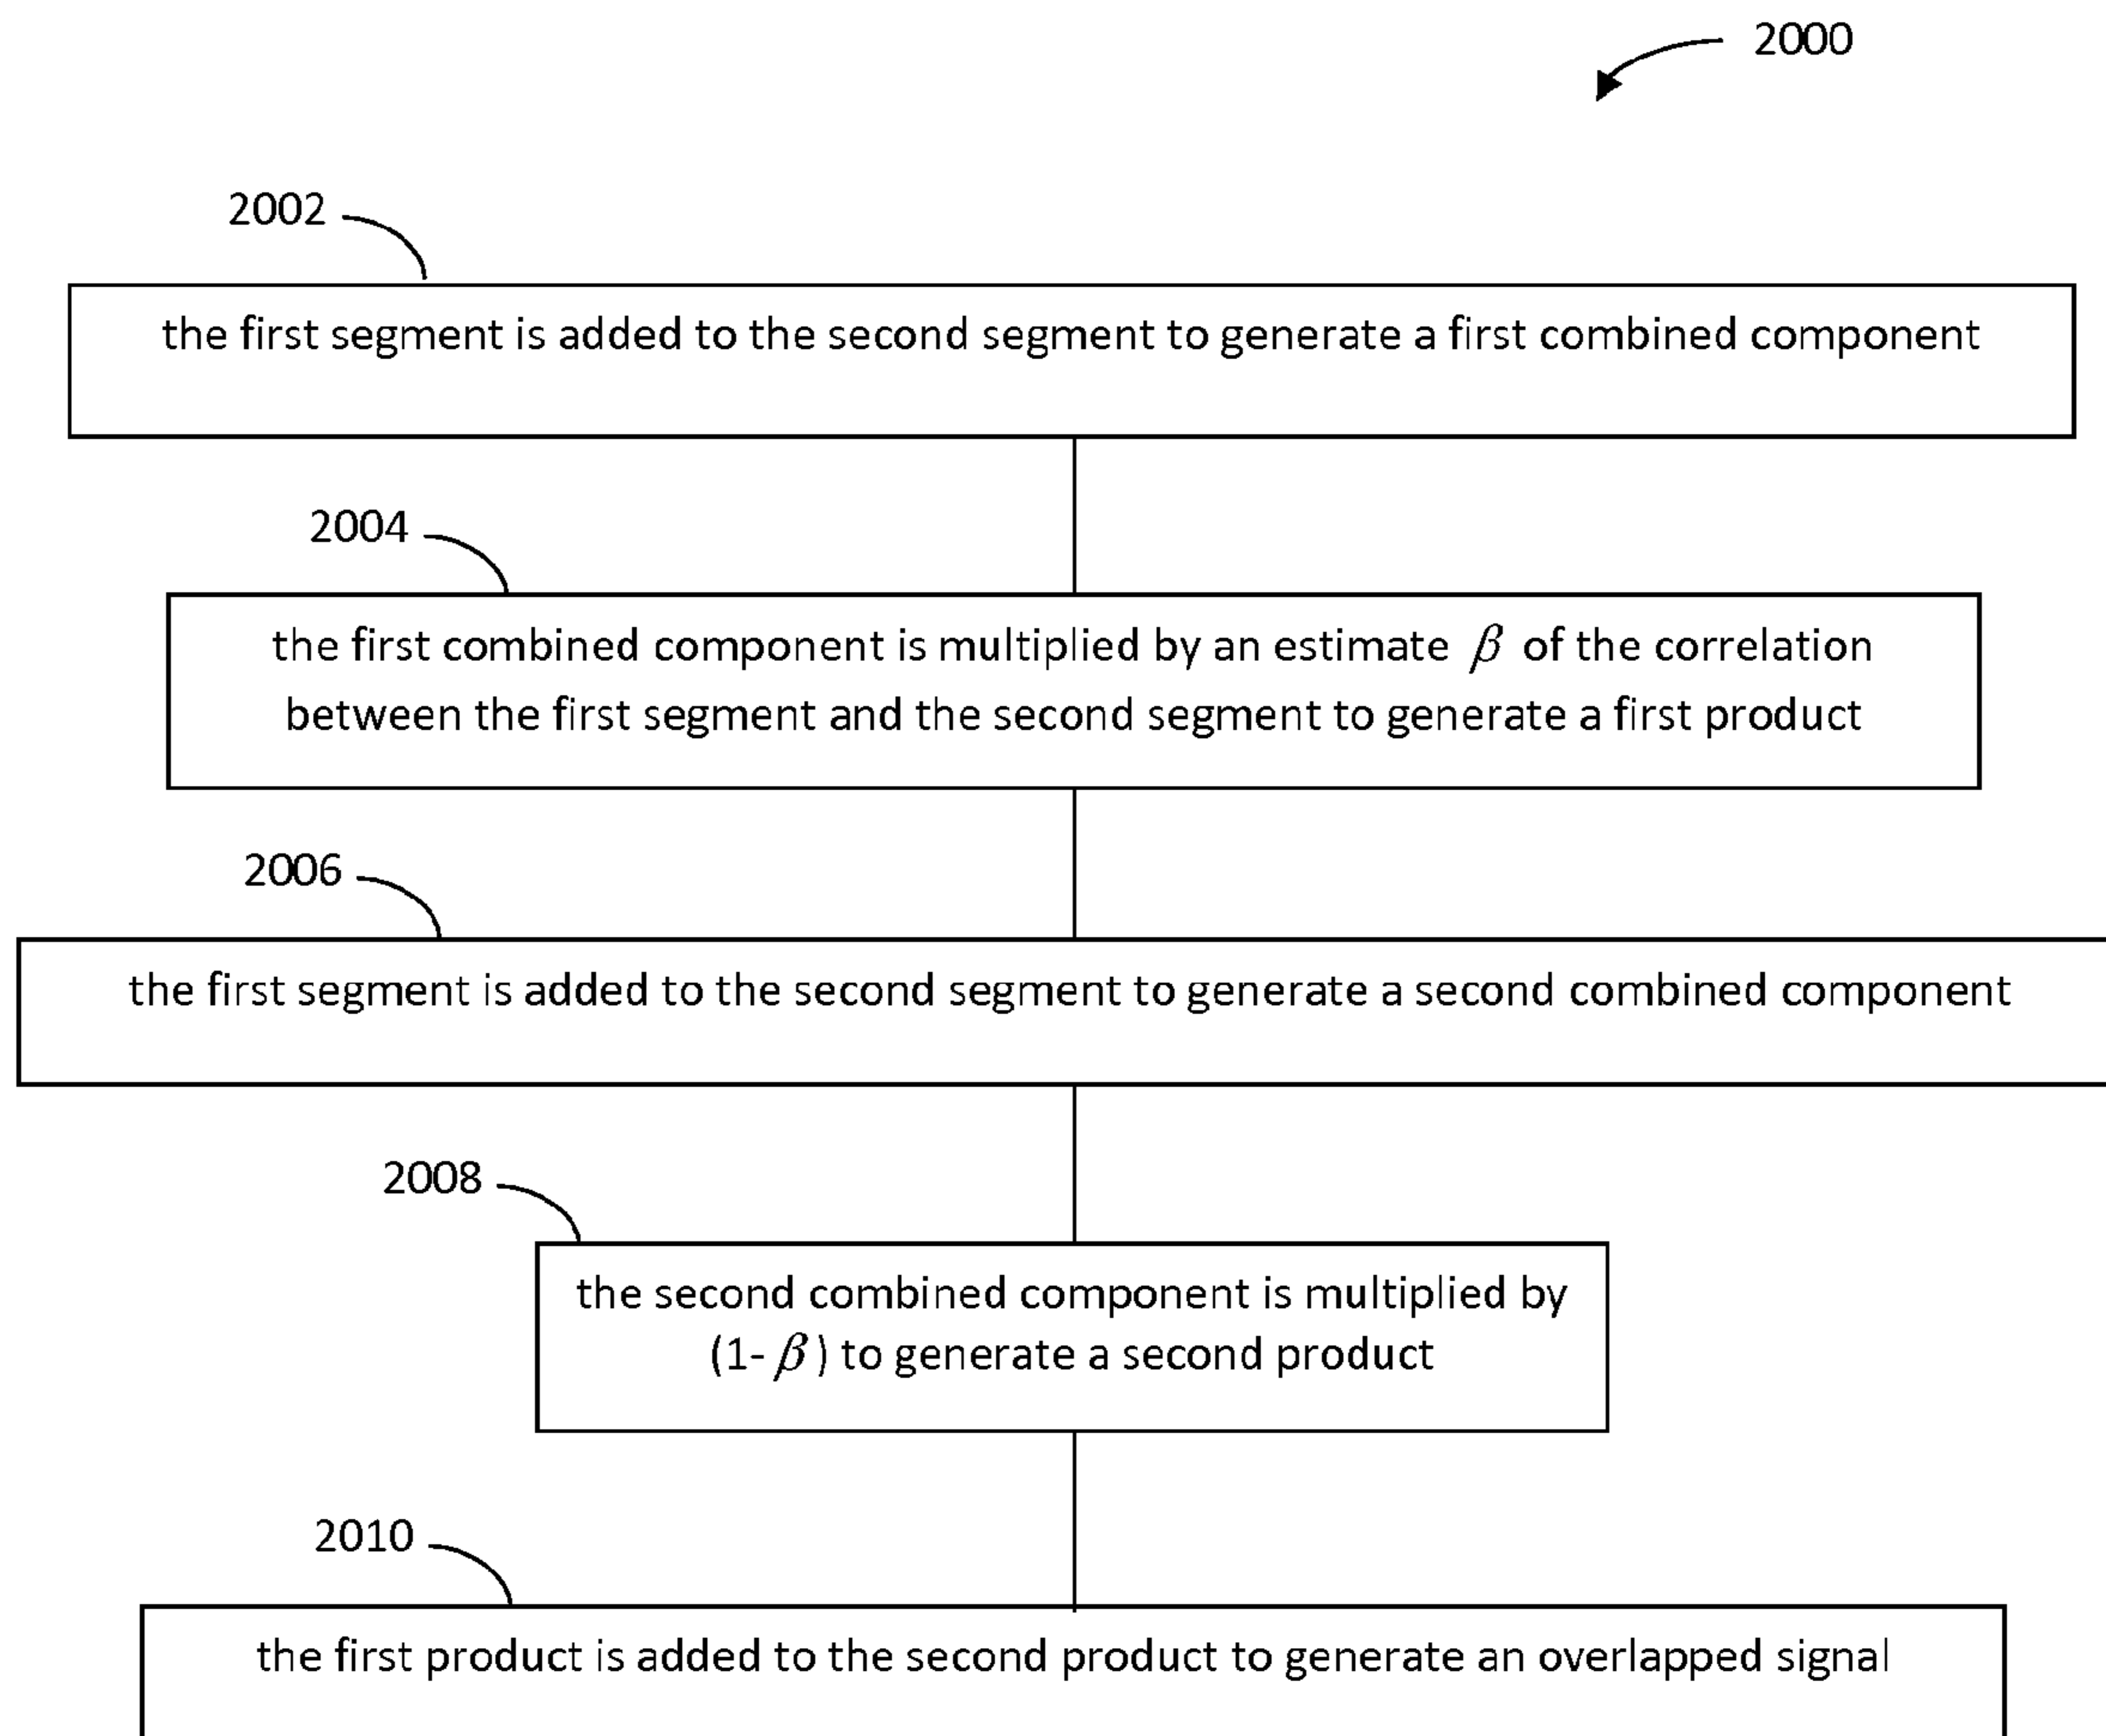 2000
2002
the first segment is added to the second segment to generate a first combined component
2004
the first combined component is multiplied by an estimate β of the correlation
between the first segment and the second segment to generate a first product
2006
the first segment is added to the second segment to generate a second combined component
2008
the second combined component is multiplied by
(1- β) to generate a second product
2010
the first product is added to the second product to generate an overlapped signal